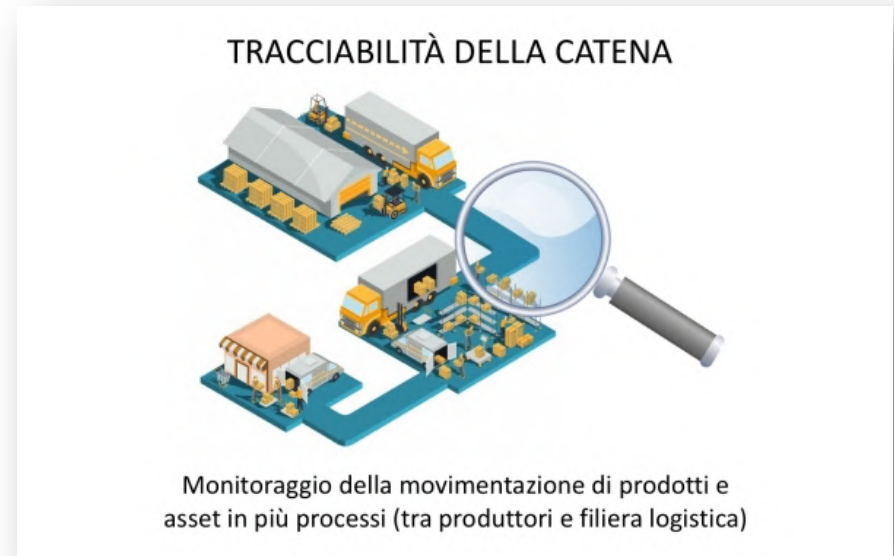 TRACCIABILITÀ DELLA CATENA
Monitoraggio della movimentazione di prodotti e
asset in più processi (tra produttori e filiera logistica)